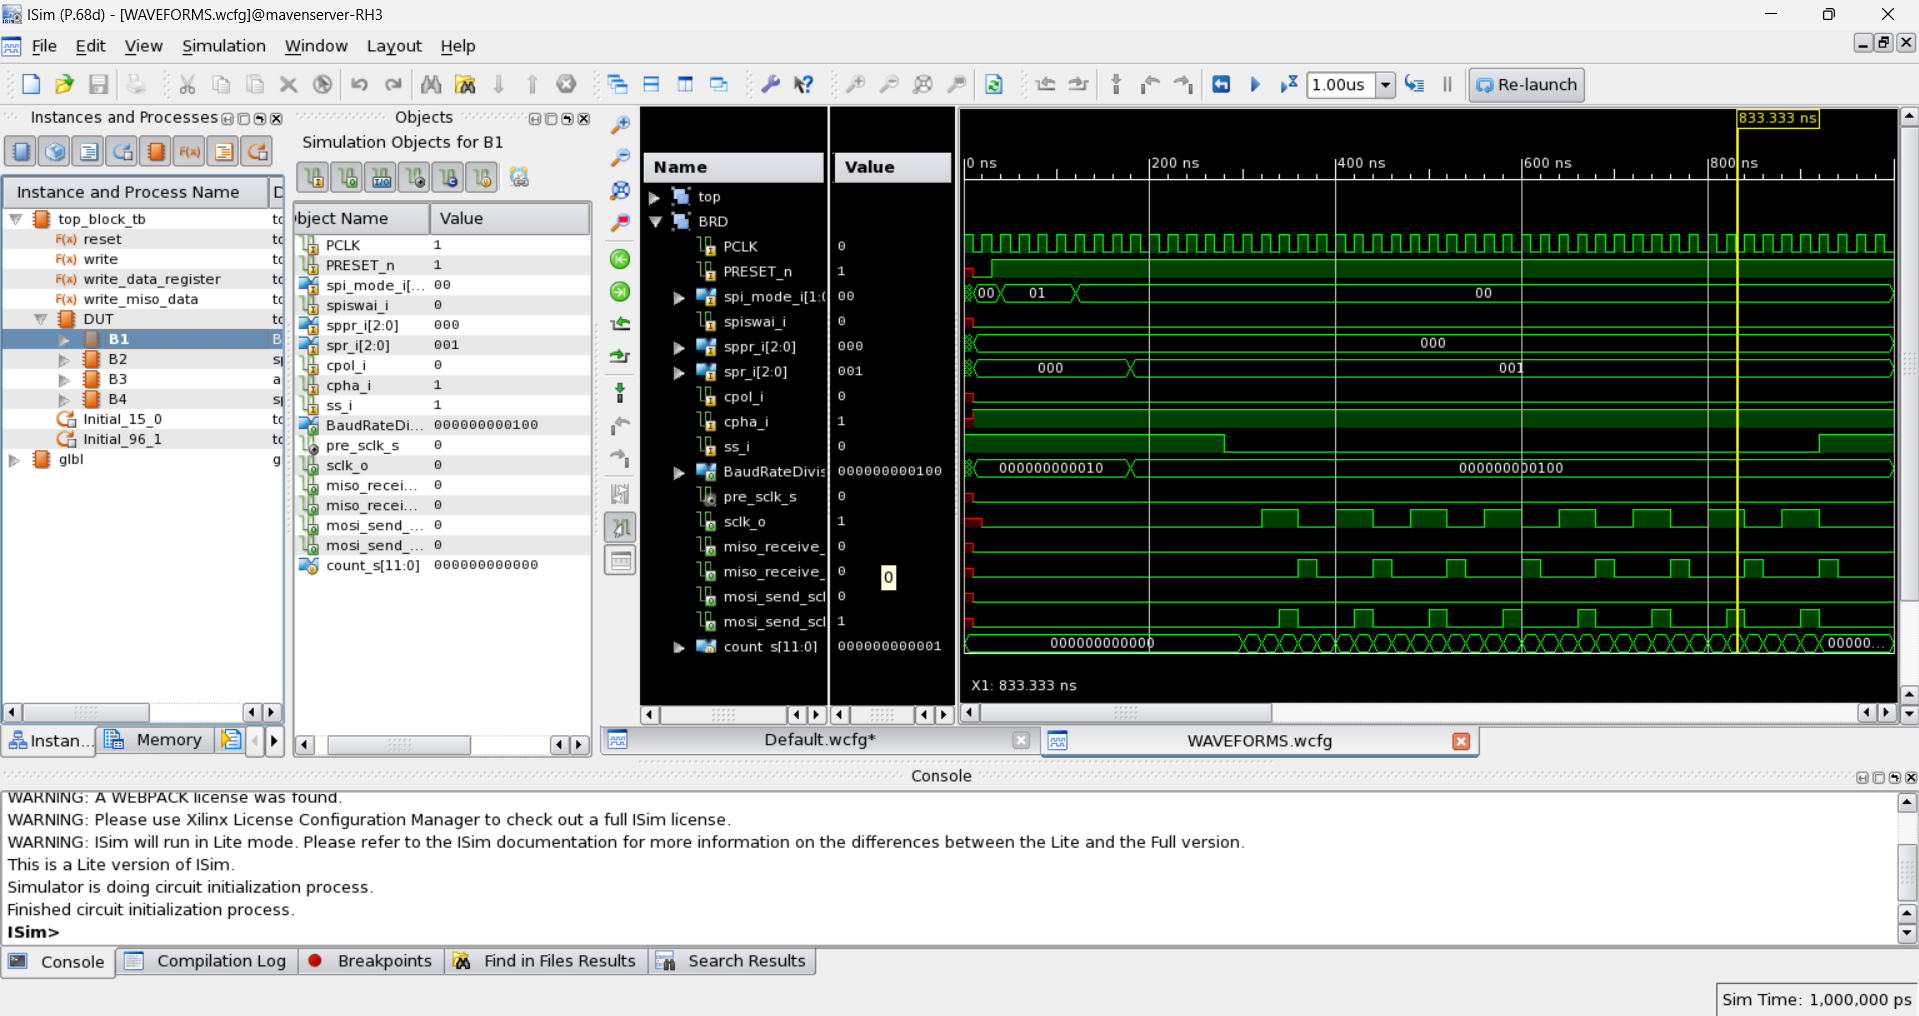 ISim (P.68d) - [WAVEFORMS.wcfg]@mavenserver-RH3
File Edit View Simulation Window Layout Help
1.00us Re-launch
Instances and Processes
Instance and Process Name D
top_block_tb to
reset to
write to
write_data_register to
write_miso_data to
DUT to
B1 B
B2 s
B3 a
B4 s
Initial_15_0 to
Initial_96_1 to
glbl g
Instan... Memory
Objects
Simulation Objects for B1
bject Name Value
PCLK 1
PRESET_n 1
spi_mode_i[... 00
spiswai_i 0
sppr_i[2:0] 000
spr_i[2:0] 001
cpol_i 0
cpha_i 1
ss_i 1
BaudRateDi... 000000000100
pre_sclk_s 0
sclk_o 0
miso_recei... 0
miso_recei... 0
mosi_send_... 0
mosi_send_... 0
count_s[11:0] 000000000000
833.333 ns
Name Value 0 ns 200 ns 400 ns 600 ns 800 ns
top
BRD
PCLK 0
PRESET_n 1
spi_mode_i[1:0 00 00 01 00
spiswai_i 0
sppr_i[2:0] 000 000
spr_i[2:0] 001 000 001
cpol_i 0
cpha_i 1
ss_i 0
BaudRateDivis 000000000100 000000000010 000000000100
pre_sclk_s 0
sclk_o 1
miso_receive_ 0
miso_receive_ 0
0
mosi_send_scl 0
mosi_send_scl 1
count_s[11:0] 000000000001 000000000000 00000...
X1: 833.333 ns
Default.wcfg* WAVEFORMS.wcfg
Console
WARNING: A WEBPACK license was found.
WARNING: Please use Xilinx License Configuration Manager to check out a full ISim license.
WARNING: ISim will run in Lite mode. Please refer to the ISim documentation for more information on the differences between the Lite and the Full version.
This is a Lite version of ISim.
Simulator is doing circuit initialization process.
Finished circuit initialization process.
ISim>
Console Compilation Log Breakpoints Find in Files Results Search Results
Sim Time: 1,000,000 ps